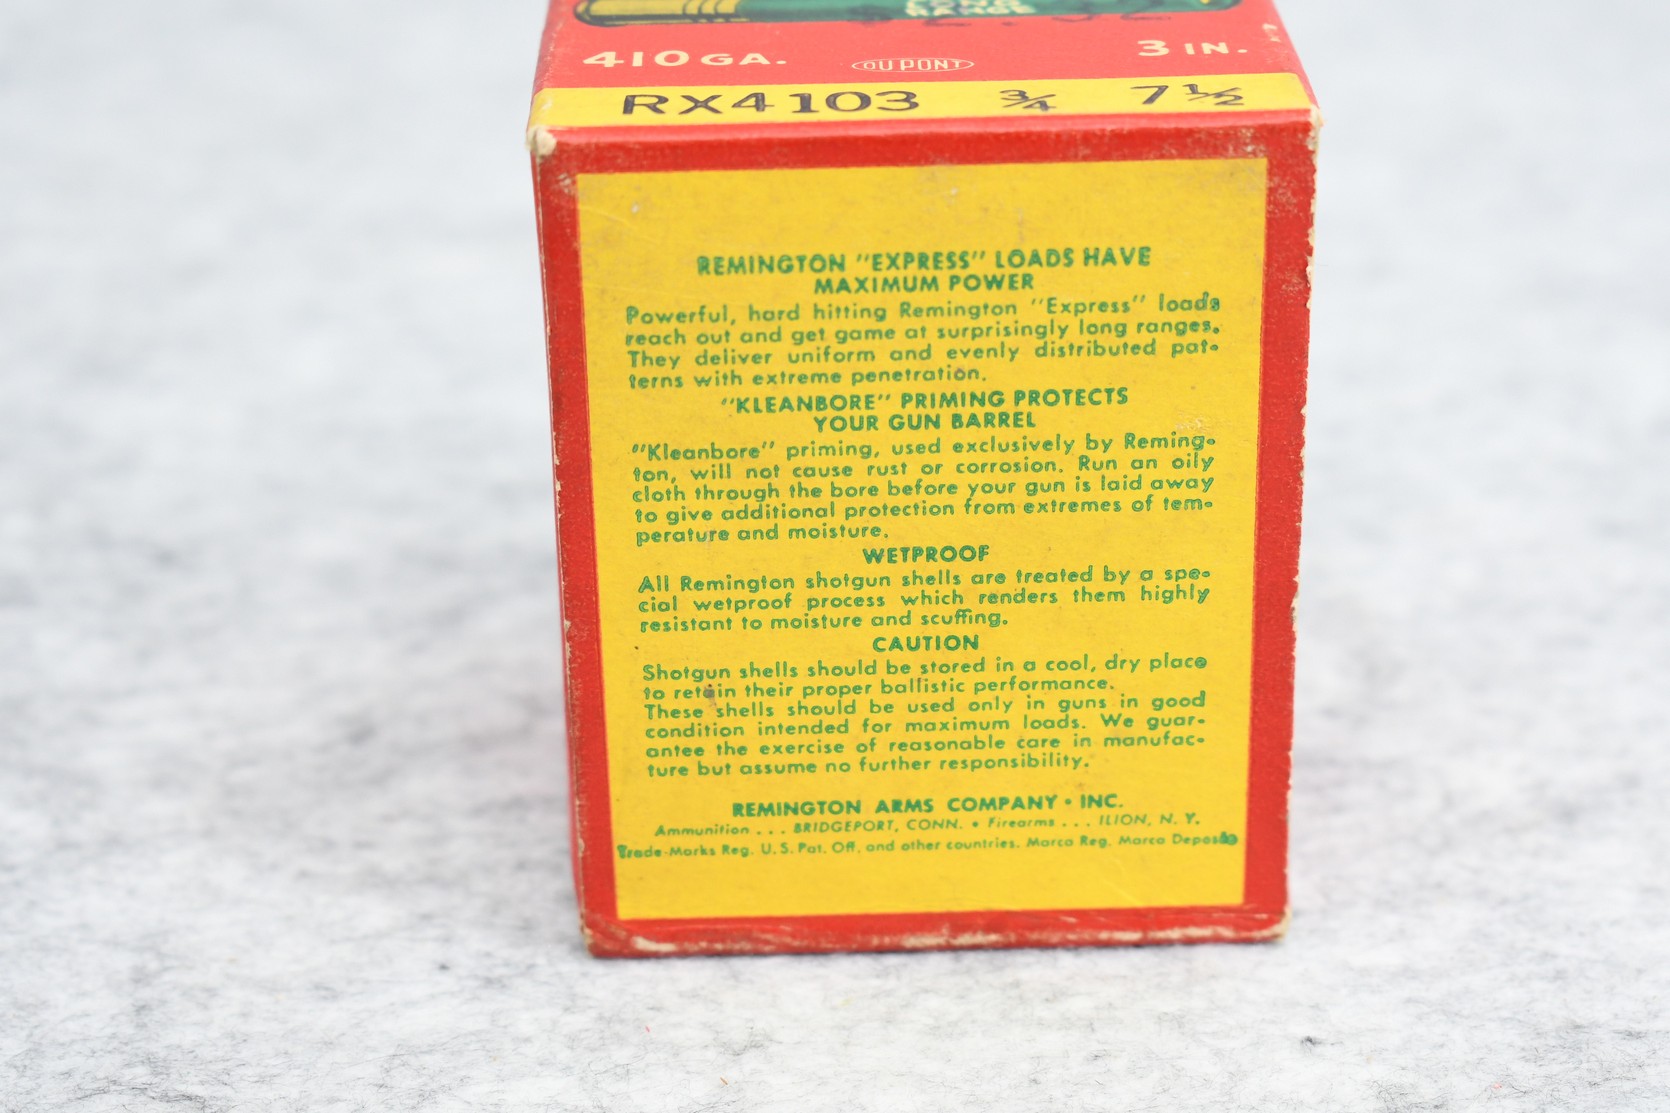 RANGE
410 GA. DU PONT 3 IN.
RX4103 3/4 7 1/2
REMINGTON "EXPRESS" LOADS HAVE
MAXIMUM POWER
Powerful, hard hitting Remington "Express" loads
reach out and get game at surprisingly long ranges.
They deliver uniform and evenly distributed pat-
terns with extreme penetration.
"KLEANBORE" PRIMING PROTECTS
YOUR GUN BARREL
"Kleanbore" priming, used exclusively by Reming-
ton, will not cause rust or corrosion. Run an oily
cloth through the bore before your gun is laid away
to give additional protection from extremes of tem-
perature and moisture.
WETPROOF
All Remington shotgun shells are treated by a spe-
cial wetproof process which renders them highly
resistant to moisture and scuffing.
CAUTION
Shotgun shells should be stored in a cool, dry place
to retain their proper ballistic performance.
These shells should be used only in guns in good
condition intended for maximum loads. We guar-
antee the exercise of reasonable care in manufac-
ture but assume no further responsibility.
REMINGTON ARMS COMPANY • INC.
Ammunition . . . BRIDGEPORT, CONN. • Firearms . . . ILION, N. Y.
Trade-Marks Reg. U.S. Pat. Off. and other countries. Marca Reg. Marca Deposée